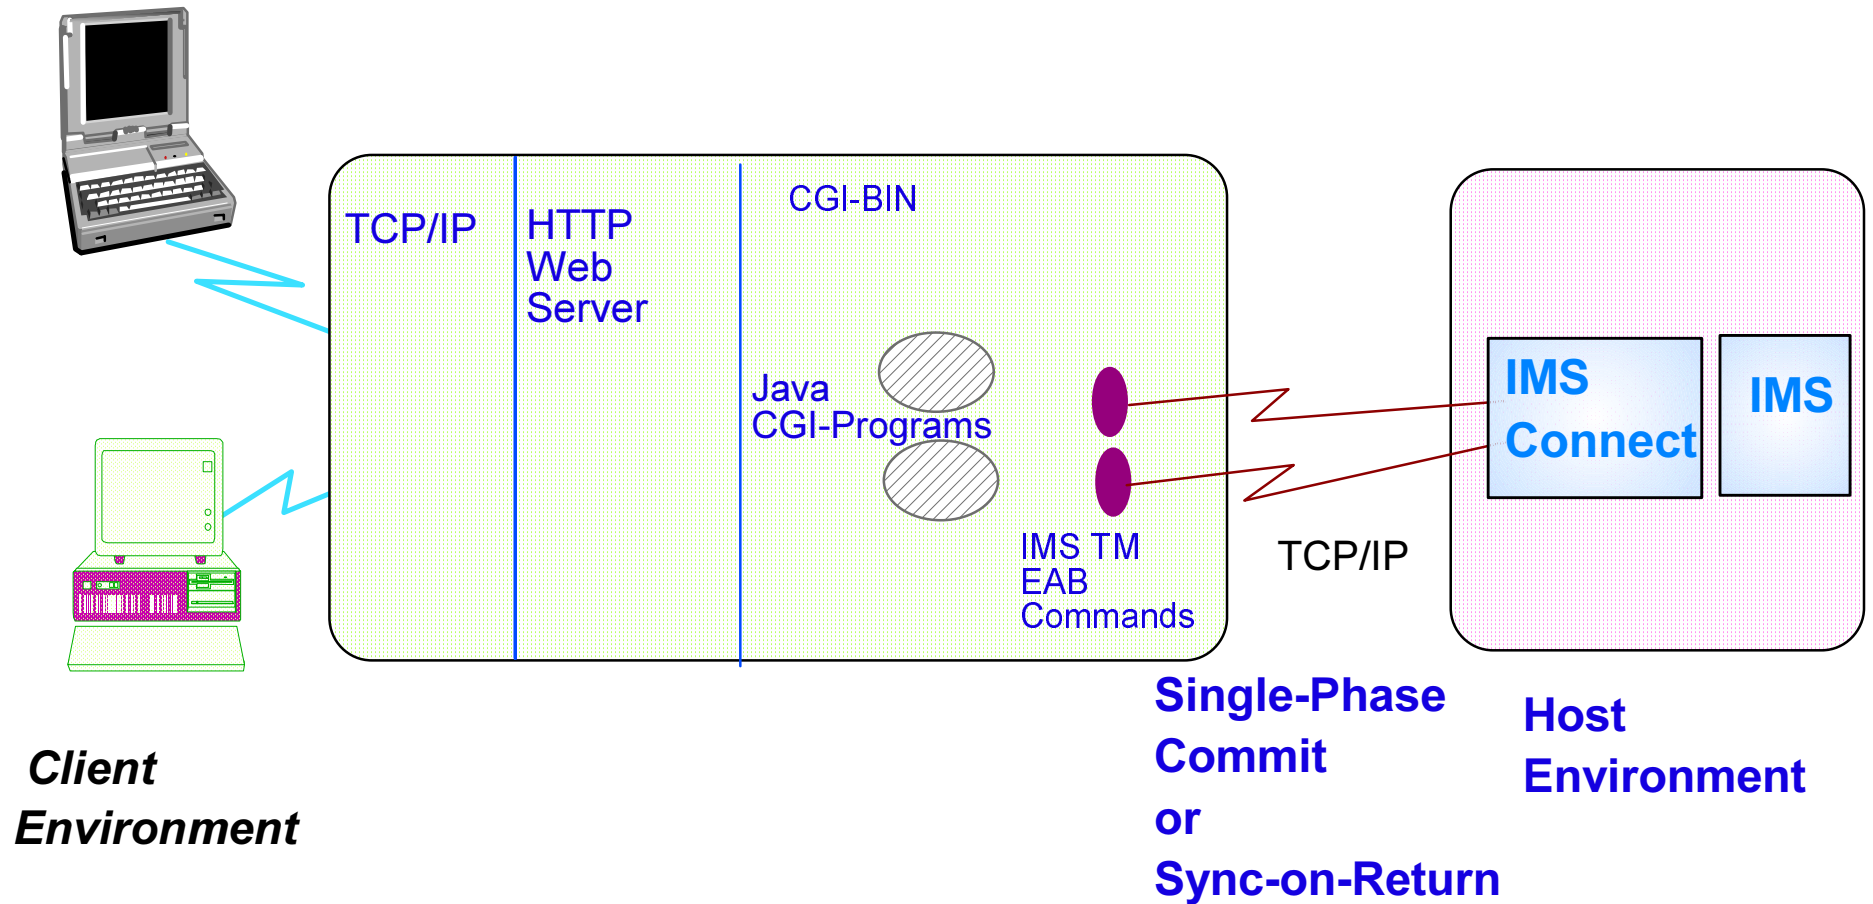 TCP/IP
HTTP
Web
Server
CGI-BIN
Java
CGI-Programs
IMS TM
EAB
Commands
TCP/IP
IMS
Connect
IMS
Client
Environment
Single-Phase
Commit
or
Sync-on-Return
Host
Environment